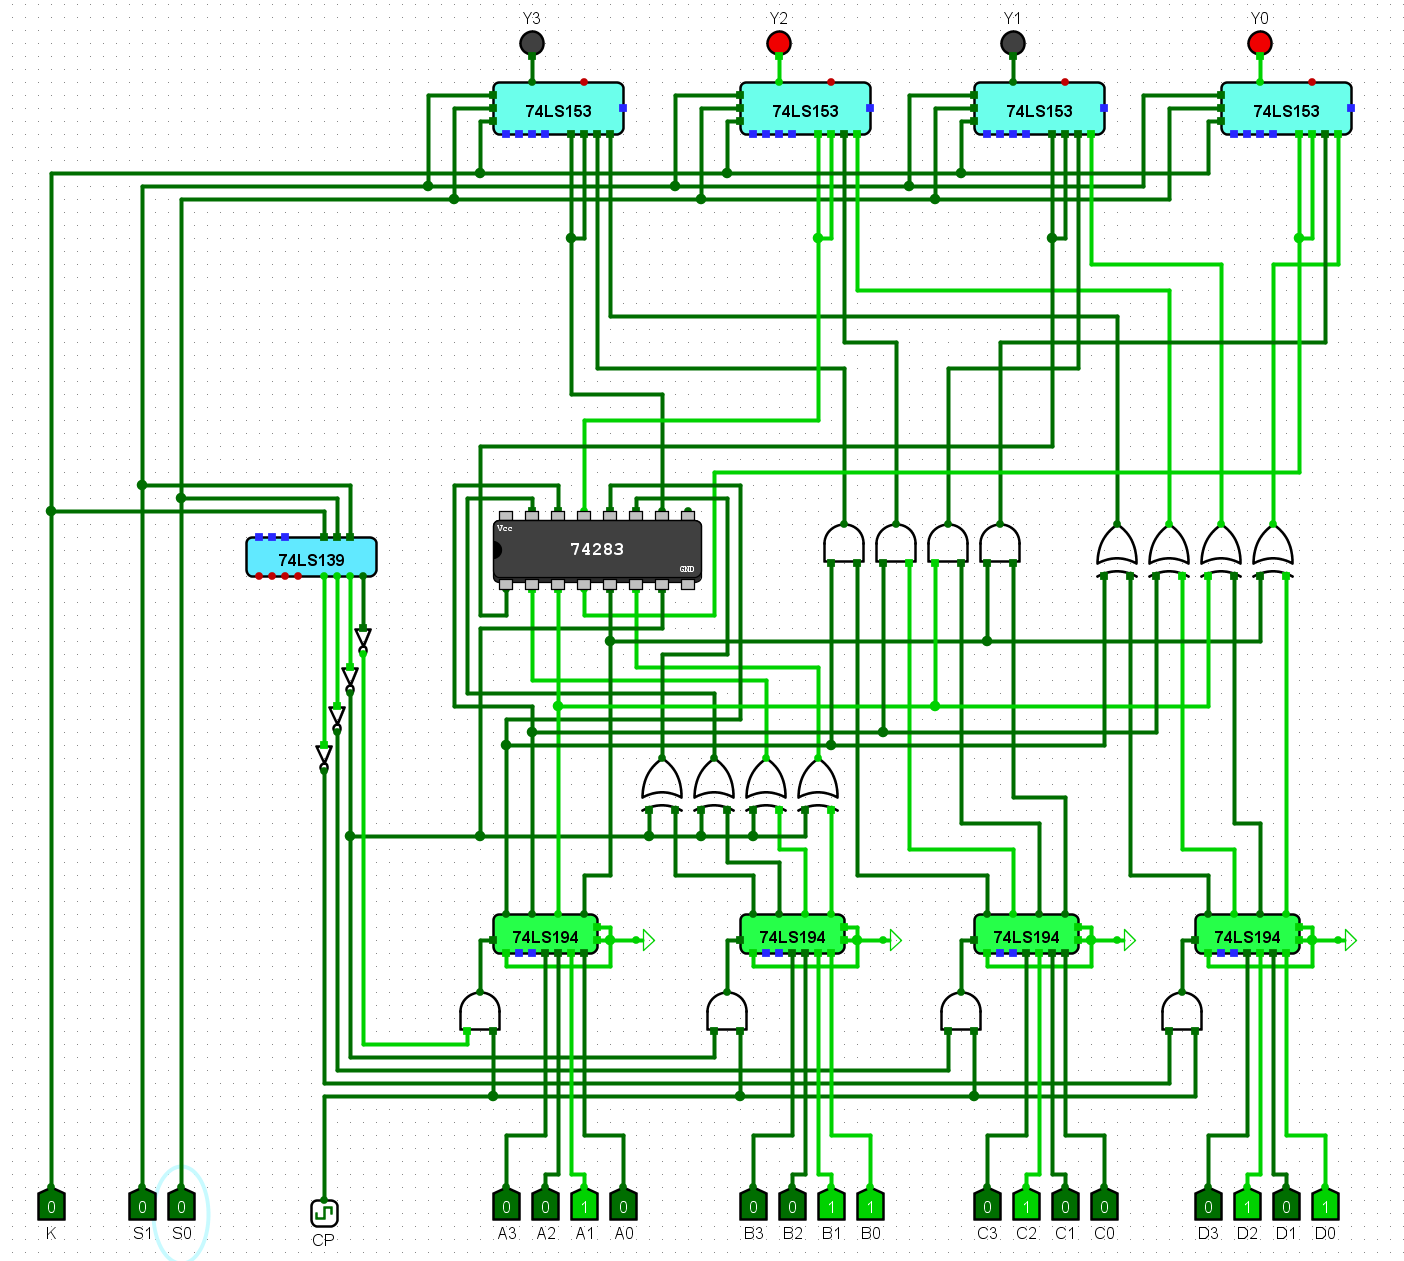 Y3 Y2 Y1 Y0
74LS153 74LS153 74LS153 74LS153
Vcc
74283
GND
74LS139
74LS194 74LS194 74LS194 74LS194
0 0 0 0 0 1 0 0 0 1 1 0 1 0 0 0 1 0 1
K S1 S0 CP A3 A2 A1 A0 B3 B2 B1 B0 C3 C2 C1 C0 D3 D2 D1 D0